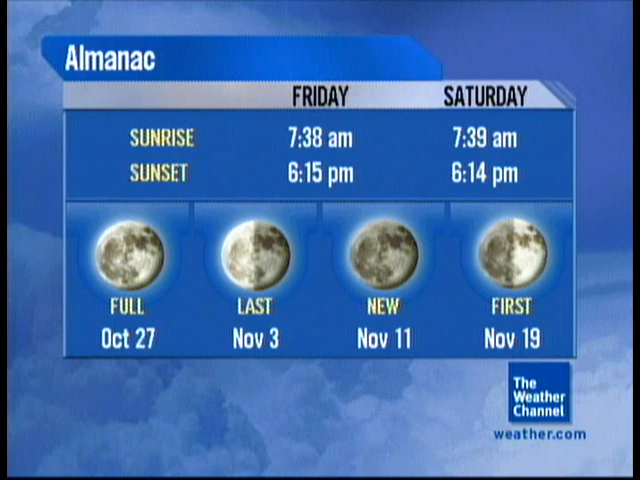 Almanac
FRIDAY SATURDAY
SUNRISE 7:38 am 7:39 am
SUNSET 6:15 pm 6:14 pm
FULL LAST NEW FIRST
Oct 27 Nov 3 Nov 11 Nov 19
The
Weather
Channel
weather.com